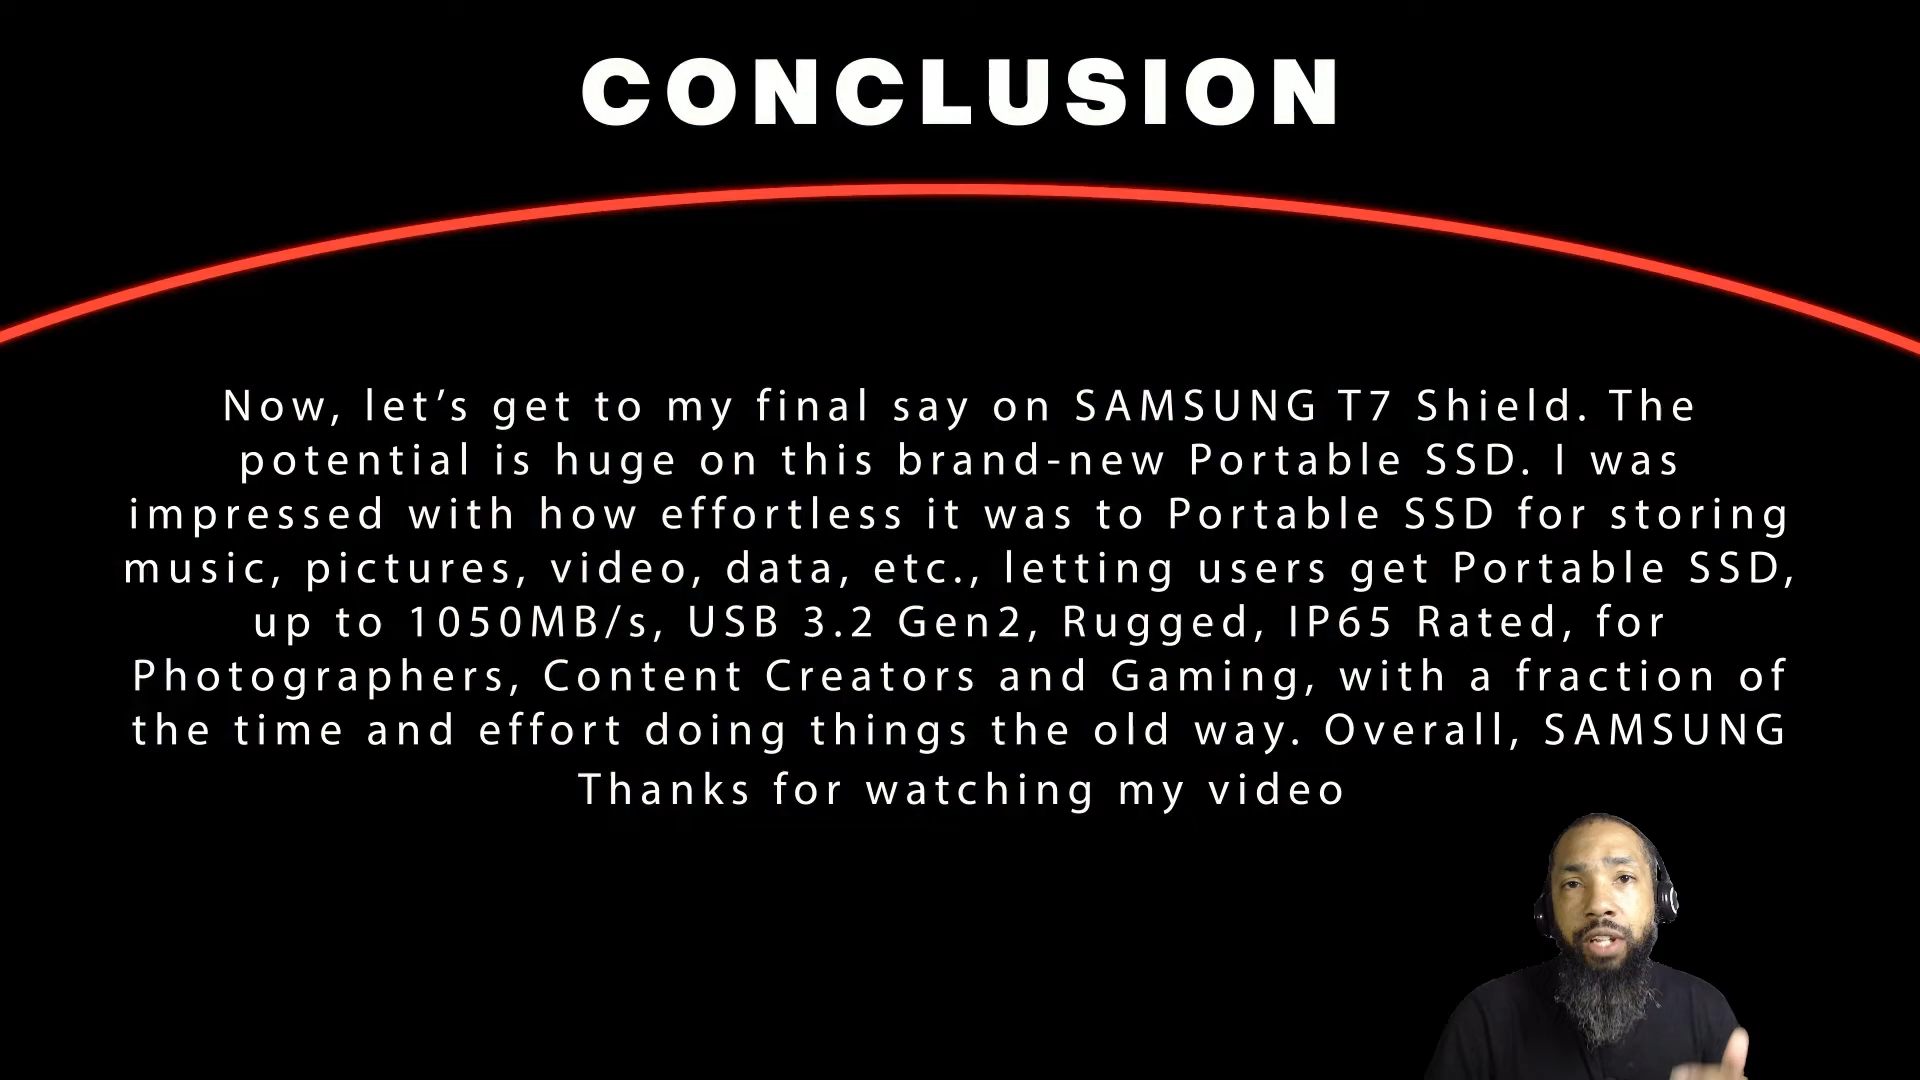 CONCLUSION
Now, let’s get to my final say on SAMSUNG T7 Shield. The
potential is huge on this brand-new Portable SSD. I was
impressed with how effortless it was to Portable SSD for storing
music, pictures, video, data, etc., letting users get Portable SSD,
up to 1050MB/s, USB 3.2 Gen2, Rugged, IP65 Rated, for
Photographers, Content Creators and Gaming, with a fraction of
the time and effort doing things the old way. Overall, SAMSUNG
Thanks for watching my video